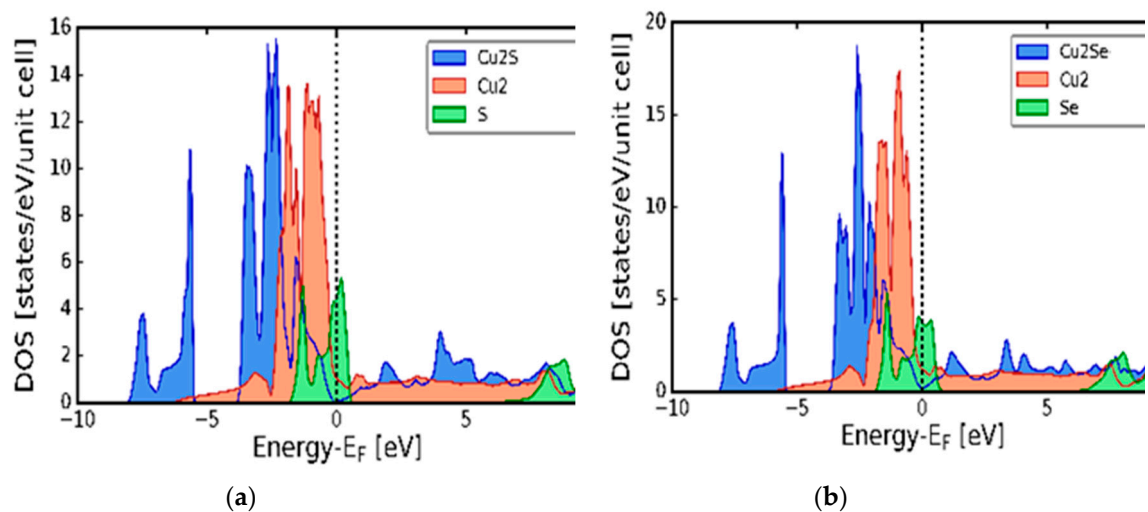 16
14
12
10
8
6
4
2
0
DOS [states/eV/unit cell]
Cu2S
Cu2
S
−10
−5
0
5
Energy-E_F [eV]
(a)
20
15
10
5
0
DOS [states/eV/unit cell]
Cu2Se
Cu2
Se
−10
−5
0
5
Energy-E_F [eV]
(b)